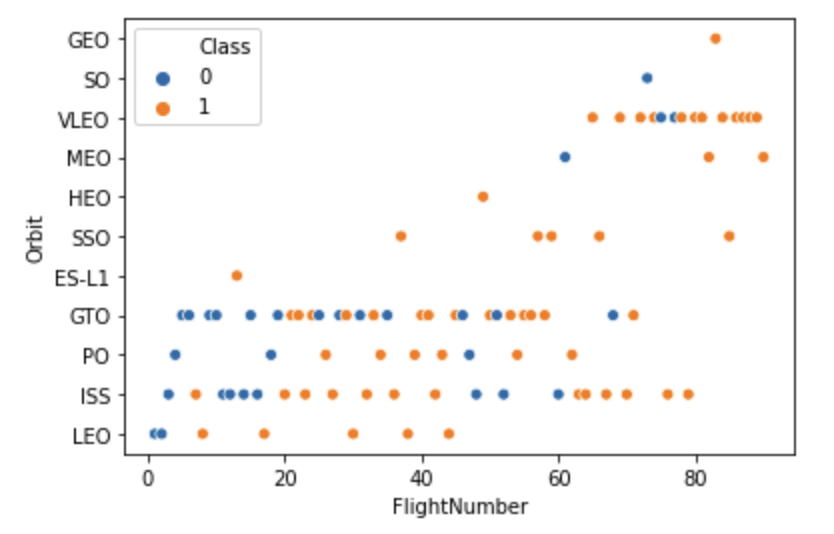 Class
0
1
GEO
SO
VLEO
MEO
HEO
SSO
ES-L1
GTO
PO
ISS
LEO
Orbit
0 20 40 60 80
FlightNumber